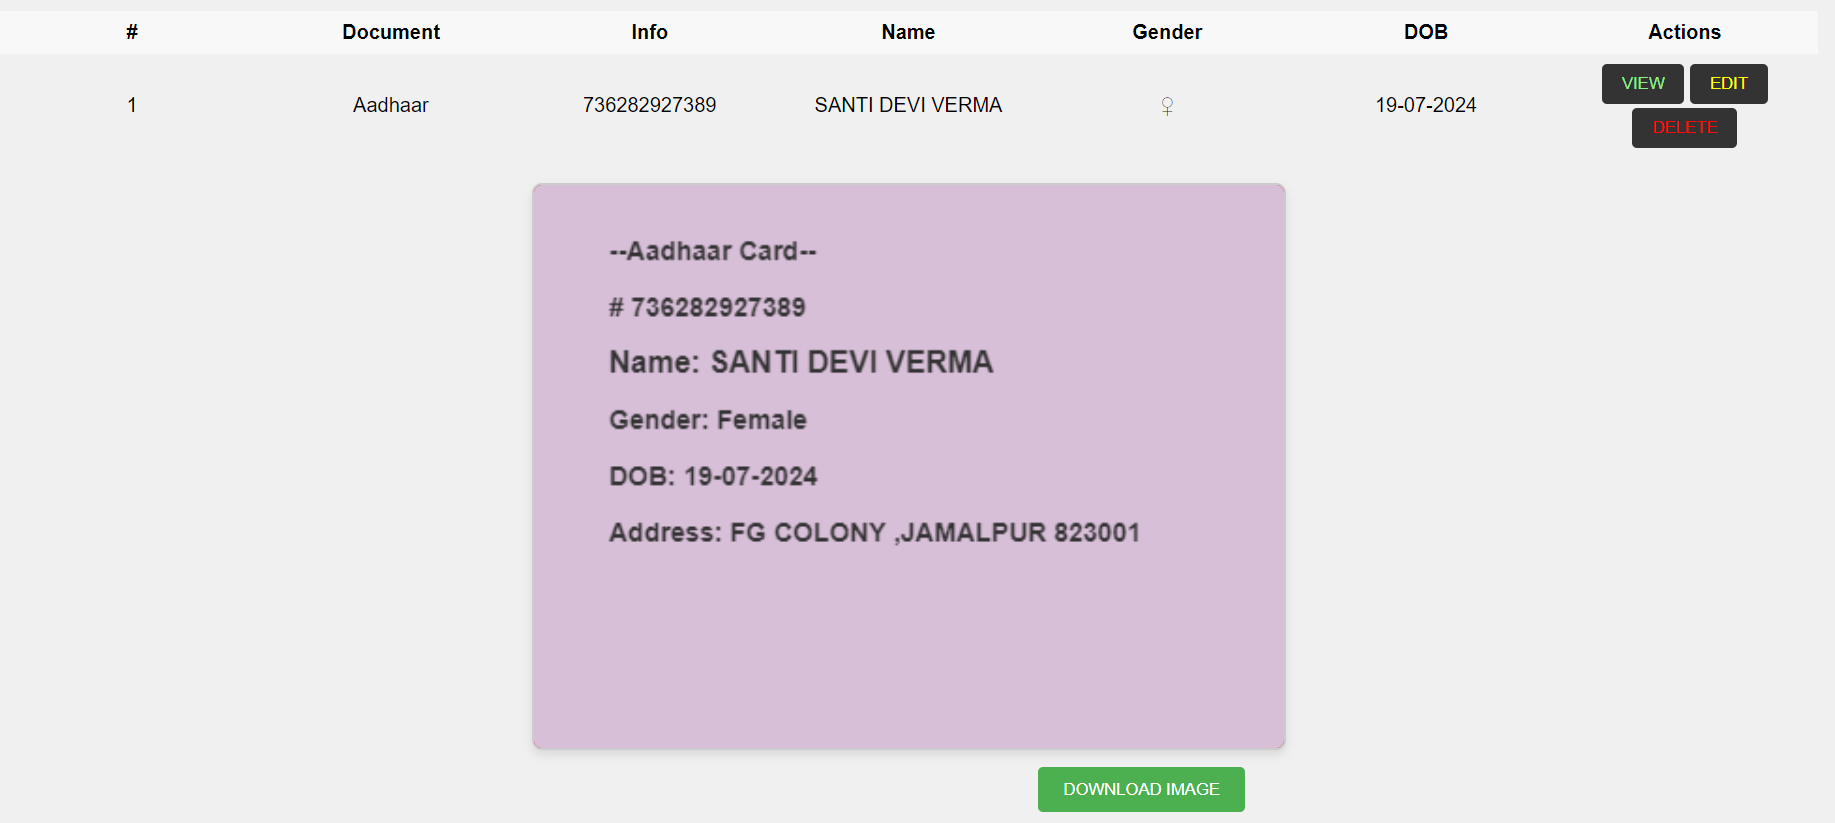 # Document Info Name Gender DOB Actions
1 Aadhaar 736282927389 SANTI DEVI VERMA ♀ 19-07-2024 VIEW EDIT
DELETE
--Aadhaar Card--
# 736282927389
Name: SANTI DEVI VERMA
Gender: Female
DOB: 19-07-2024
Address: FG COLONY ,JAMALPUR 823001
DOWNLOAD IMAGE